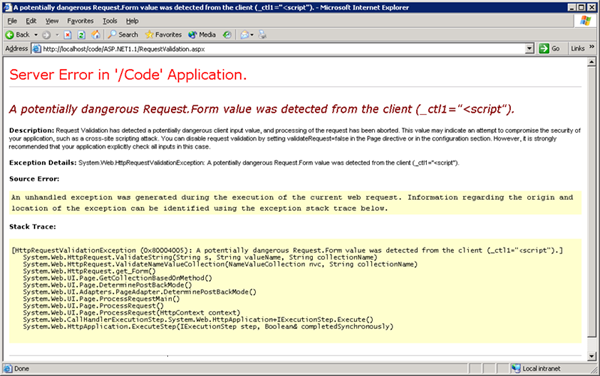 A potentially dangerous Request.Form value was detected from the client (_ctl1="<script"). - Microsoft Internet Explorer
File Edit View Favorites Tools Help
Back Search Favorites Media
Address http://localhost/code/ASP.NET1.1/RequestValidation.aspx Go Links »
Server Error in '/Code' Application.
A potentially dangerous Request.Form value was detected from the client (_ctl1="<script").
Description: Request Validation has detected a potentially dangerous client input value, and processing of the request has been aborted. This value may indicate an attempt to compromise the security of
your application, such as a cross-site scripting attack. You can disable request validation by setting validateRequest=false in the Page directive or in the configuration section. However, it is strongly
recommended that your application explicitly check all inputs in this case.
Exception Details: System.Web.HttpRequestValidationException: A potentially dangerous Request.Form value was detected from the client (_ctl1="<script").
Source Error:
An unhandled exception was generated during the execution of the current web request. Information regarding the origin and
location of the exception can be identified using the exception stack trace below.
Stack Trace:
[HttpRequestValidationException (0x80004005): A potentially dangerous Request.Form value was detected from the client (_ctl1="<script").]
System.Web.HttpRequest.ValidateString(String s, String valueName, String collectionName)
System.Web.HttpRequest.ValidateNameValueCollection(NameValueCollection nvc, String collectionName)
System.Web.HttpRequest.get_Form()
System.Web.UI.Page.GetCollectionBasedOnMethod()
System.Web.UI.Page.DeterminePostBackMode()
System.Web.UI.Adapters.PageAdapter.DeterminePostBackMode()
System.Web.UI.Page.ProcessRequestMain()
System.Web.UI.Page.ProcessRequest()
System.Web.UI.Page.ProcessRequest(HttpContext context)
System.Web.CallHandlerExecutionStep.System.Web.HttpApplication+IExecutionStep.Execute()
System.Web.HttpApplication.ExecuteStep(IExecutionStep step, Boolean& completedSynchronously)
Done Local intranet